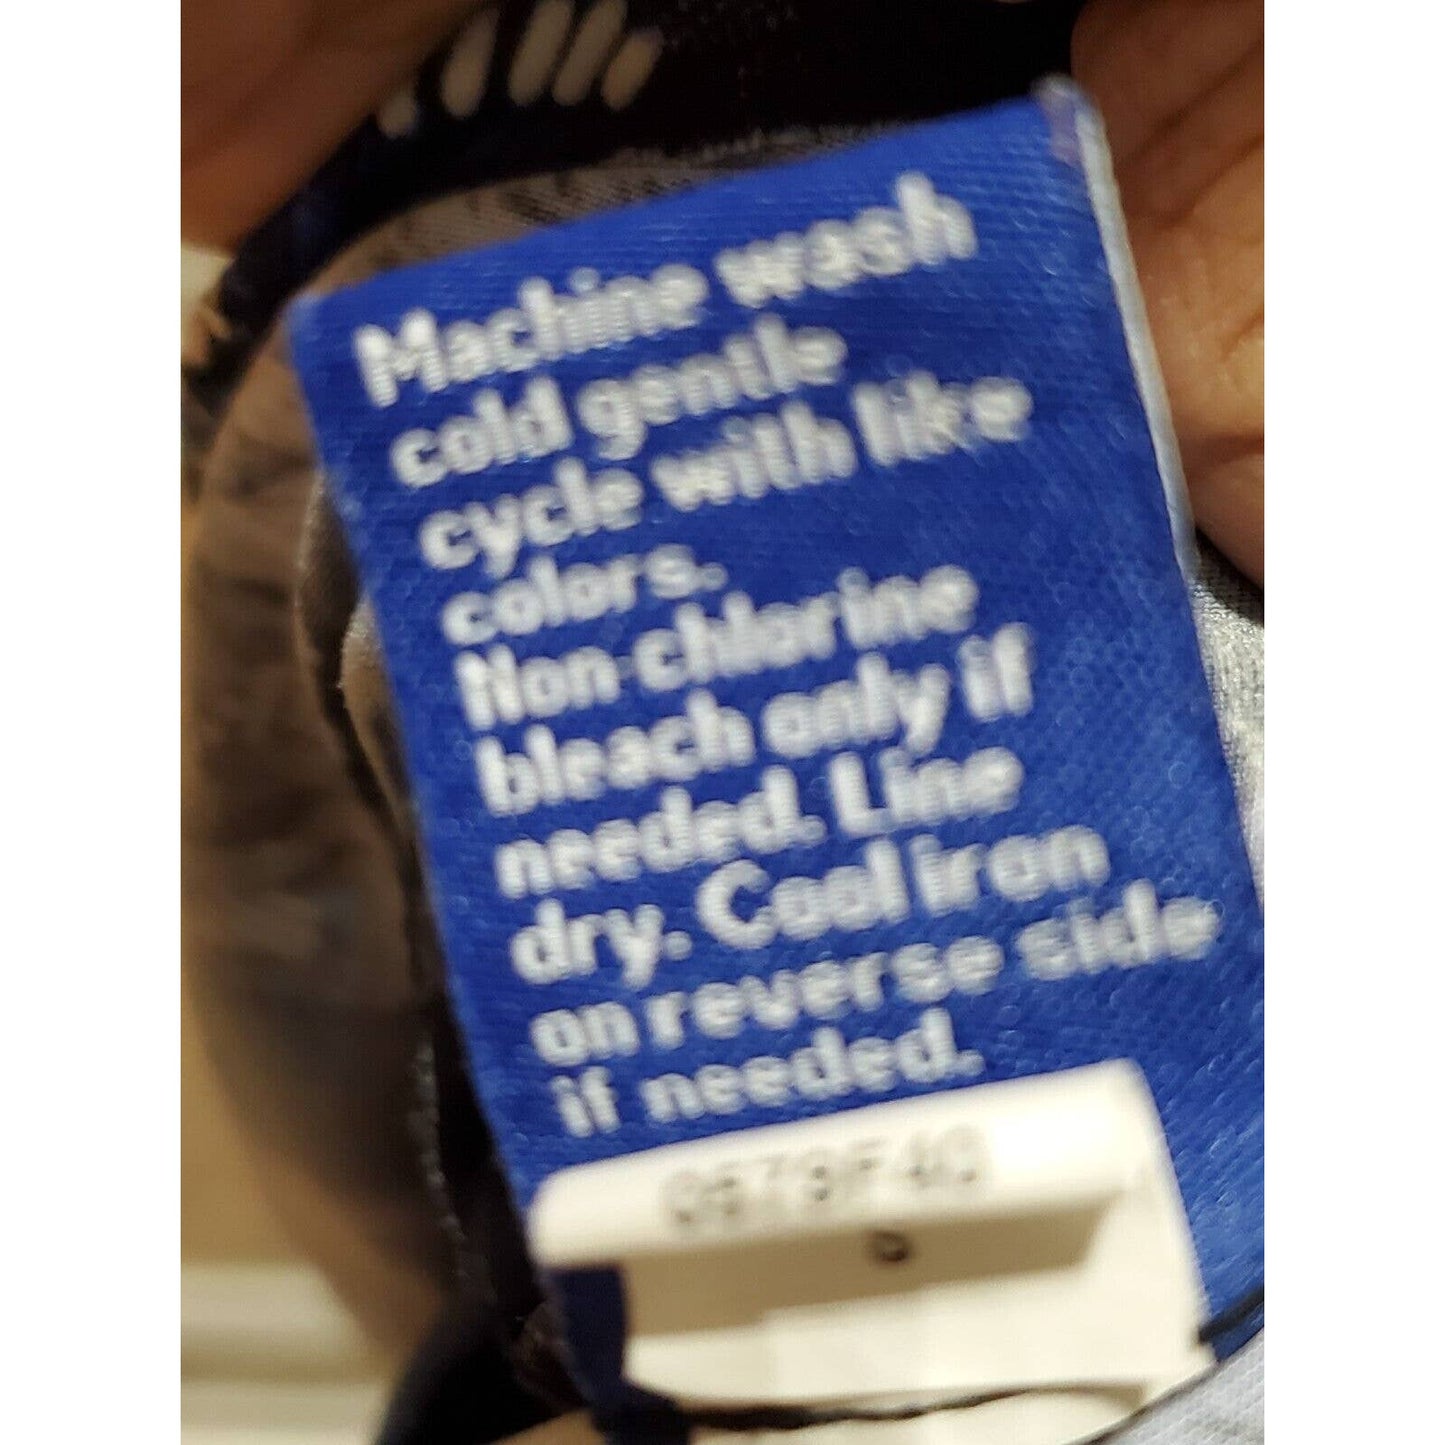 Machine wash
cold gentle
cycle with like
colors.
Non-chlorine
bleach only if
needed. Line
dry. Cool iron
on reverse side
if needed.